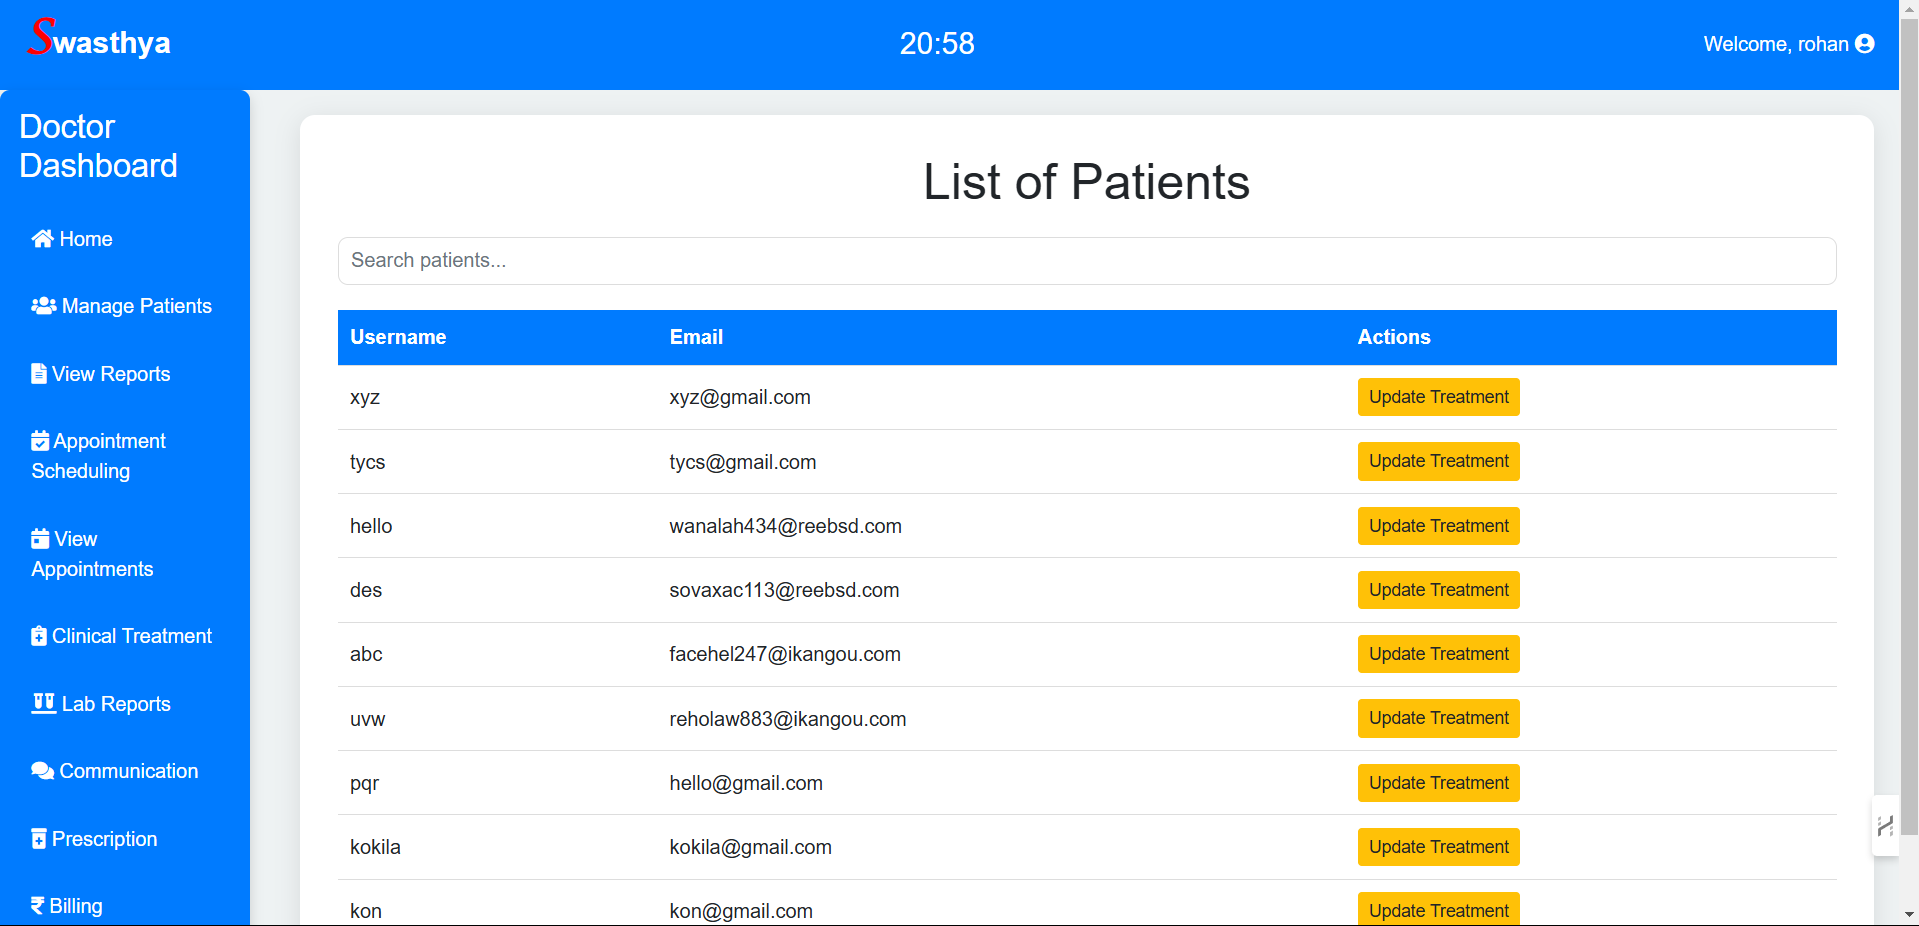 Swasthya
20:58
Welcome, rohan
Doctor
Dashboard
Home
Manage Patients
View Reports
Appointment
Scheduling
View
Appointments
Clinical Treatment
Lab Reports
Communication
Prescription
Billing
List of Patients
Search patients...
Username Email Actions
xyz xyz@gmail.com Update Treatment
tycs tycs@gmail.com Update Treatment
hello wanalah434@reebsd.com Update Treatment
des sovaxac113@reebsd.com Update Treatment
abc facehel247@ikangou.com Update Treatment
uvw reholaw883@ikangou.com Update Treatment
pqr hello@gmail.com Update Treatment
kokila kokila@gmail.com Update Treatment
kon kon@gmail.com Update Treatment